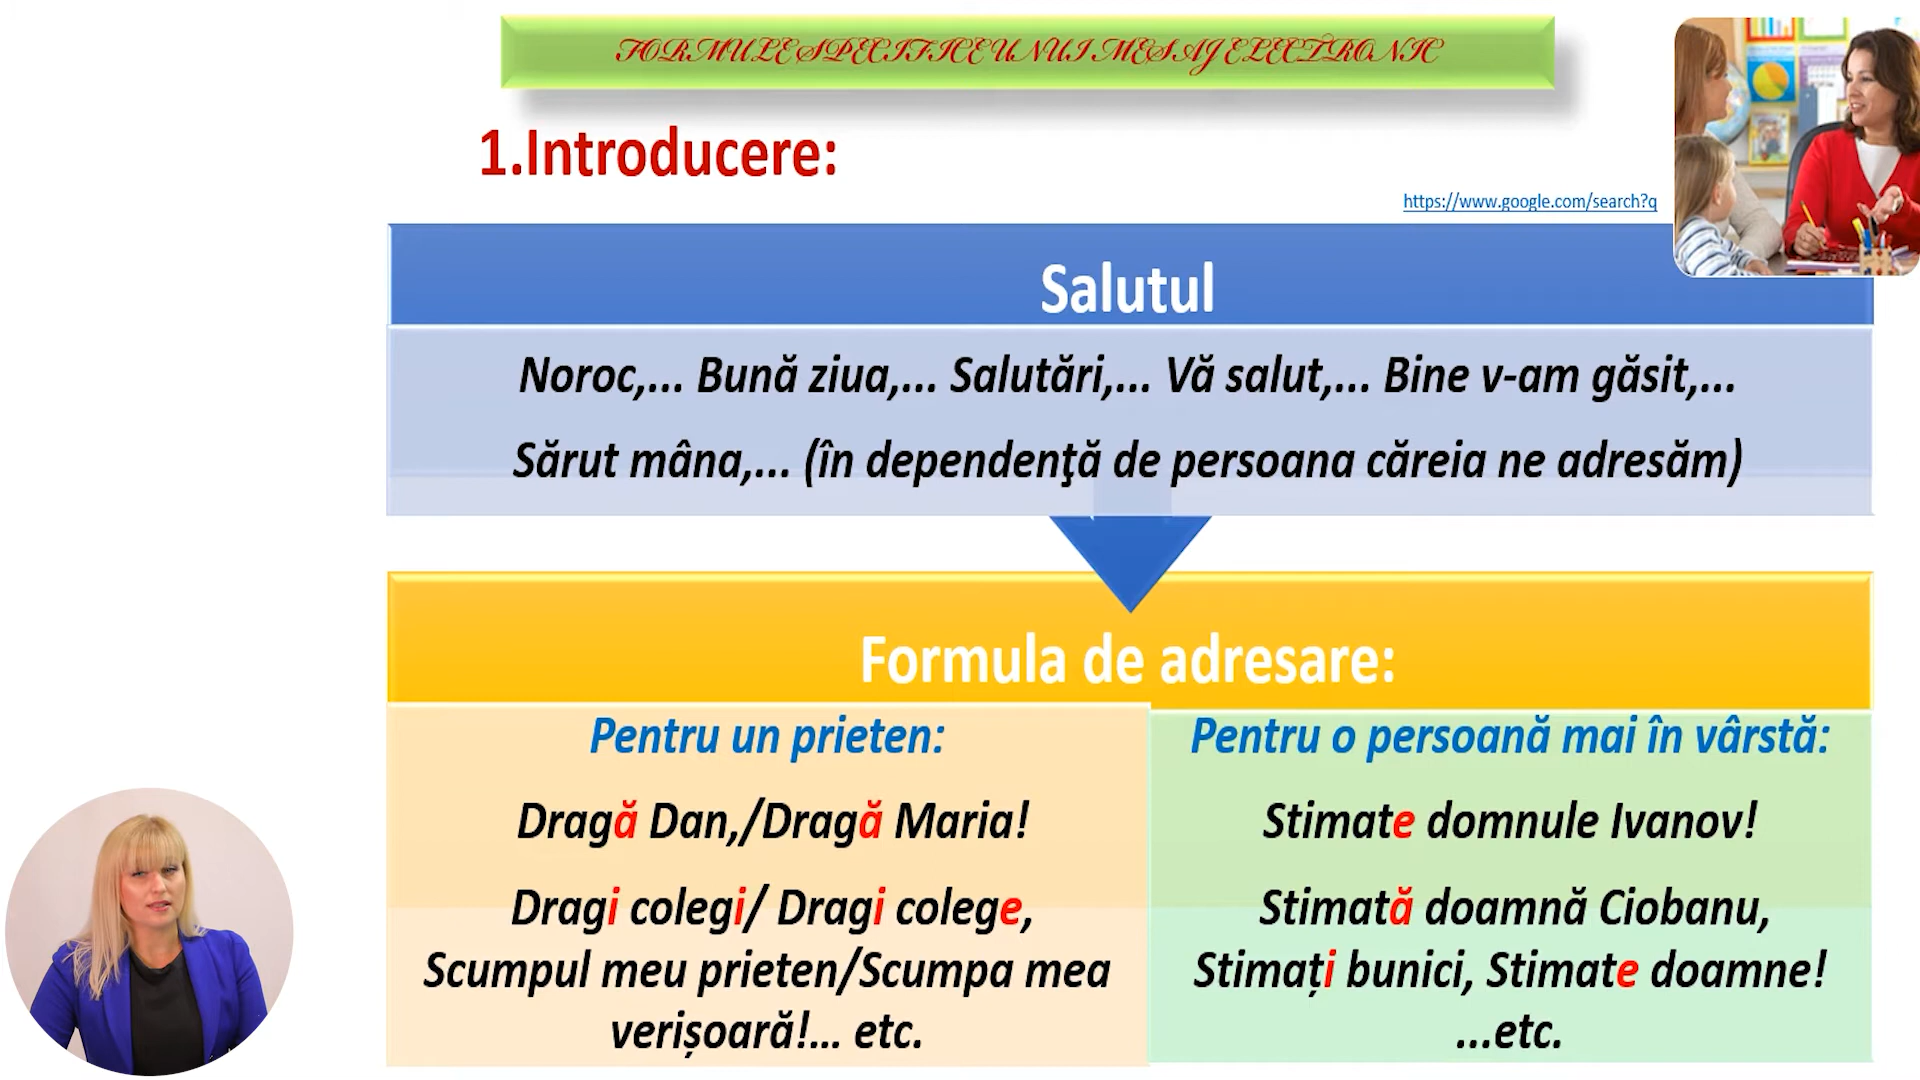 FORMULE SPECIFICE UNUI MESAJ ELECTRONIC
1.Introducere:
https://www.google.com/search?q
Salutul
Noroc,... Bună ziua,... Salutări,... Vă salut,... Bine v-am găsit,...
Sărut mâna,... (în dependenţă de persoana căreia ne adresăm)
Formula de adresare:
Pentru un prieten:
Dragă Dan,/Dragă Maria!
Dragi colegi/ Dragi colege,
Scumpul meu prieten/Scumpa mea
verișoară!... etc.
Pentru o persoană mai în vârstă:
Stimate domnule Ivanov!
Stimată doamnă Ciobanu,
Stimați bunici, Stimate doamne!
...etc.